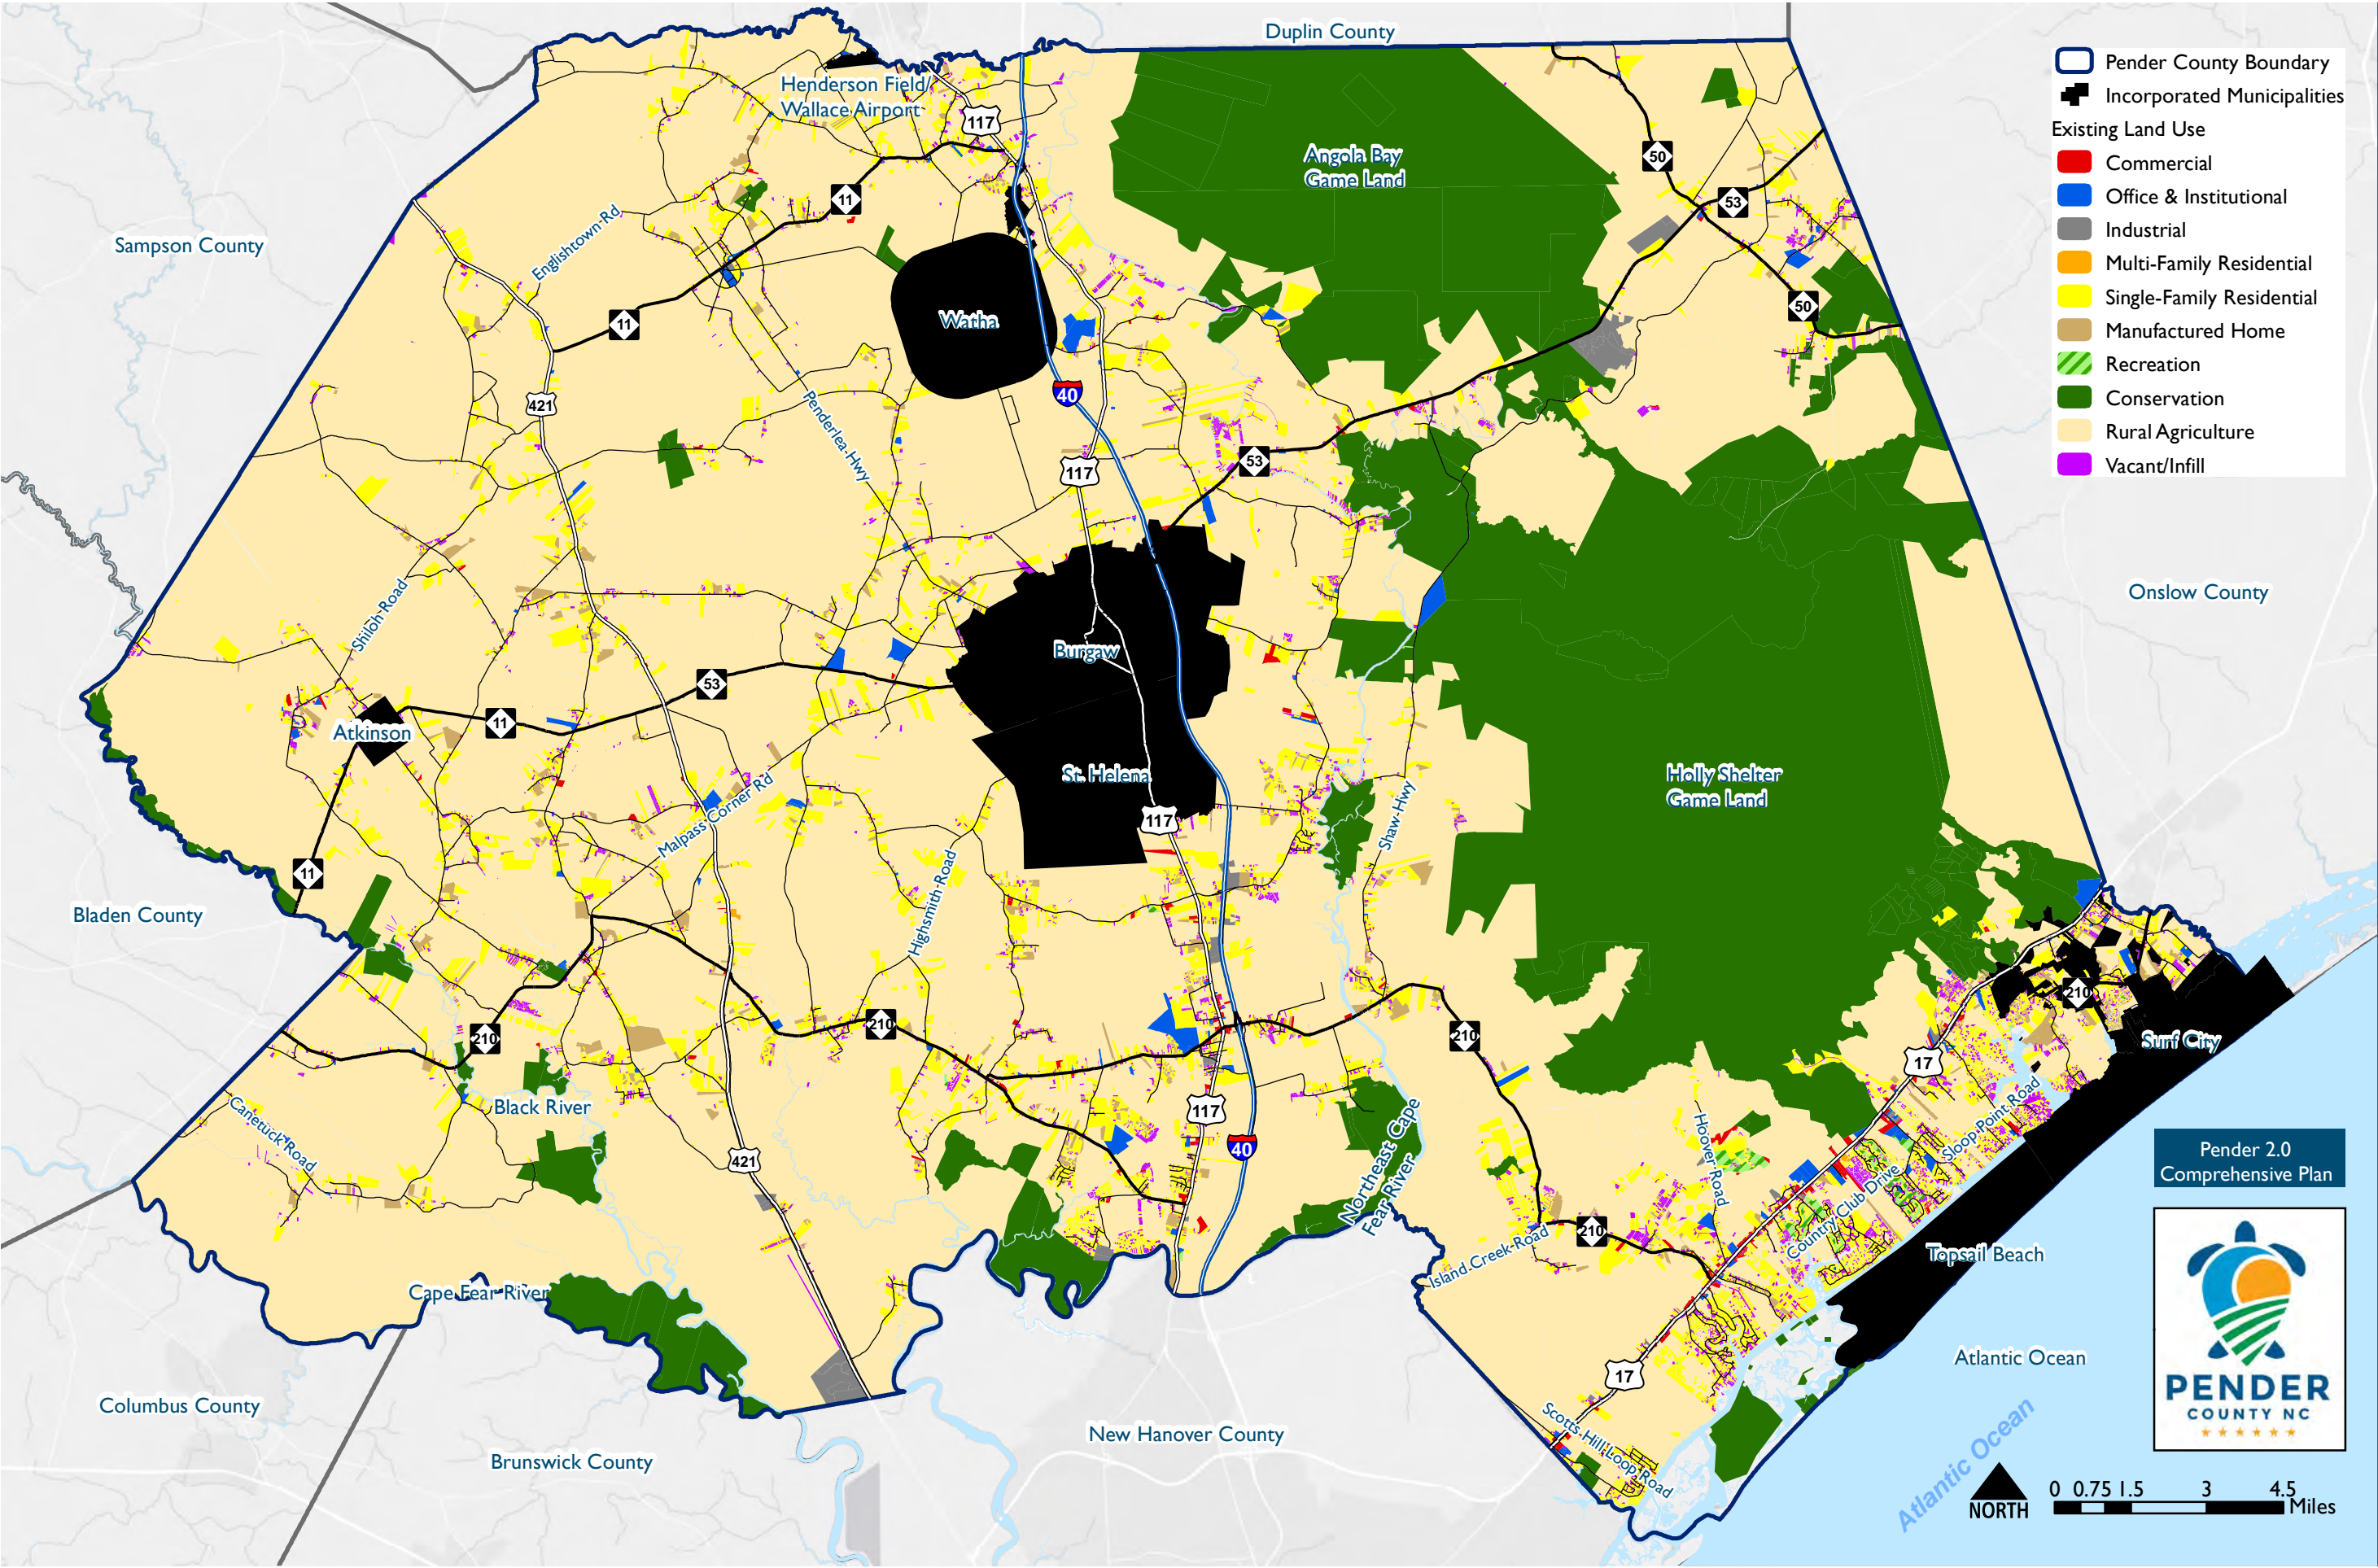 Duplin County
Pender County Boundary
Incorporated Municipalities
Existing Land Use
Commercial
Office & Institutional
Industrial
Multi-Family Residential
Single-Family Residential
Manufactured Home
Recreation
Conservation
Rural Agriculture
Vacant/Infill
Henderson Field/
Wallace Airport
117
Angola Bay
Game Land
50
53
11
Sampson County
Englishtown Rd
50
Watha
11
40
421
Penderlea Hwy
117
53
Onslow County
Shiloh Road
Burgaw
53
11
Atkinson
St. Helena
Holly Shelter
Game Land
Malpass Corner Rd
Shaw Hwy
117
11
Highsmith Road
Bladen County
210
210
210
210
Surf City
17
Black River
Canetuck Road
117
40
421
Northeast Cape
Fear River
Hoover Road
Sloop Point Road
Country Club Drive
Pender 2.0
Comprehensive Plan
210
Island Creek Road
Topsail Beach
Cape Fear River
Atlantic Ocean
17
PENDER
COUNTY NC
Columbus County
Scotts Hill Loop Road
New Hanover County
Brunswick County
Atlantic Ocean
NORTH
0 0.75 1.5 3 4.5
Miles